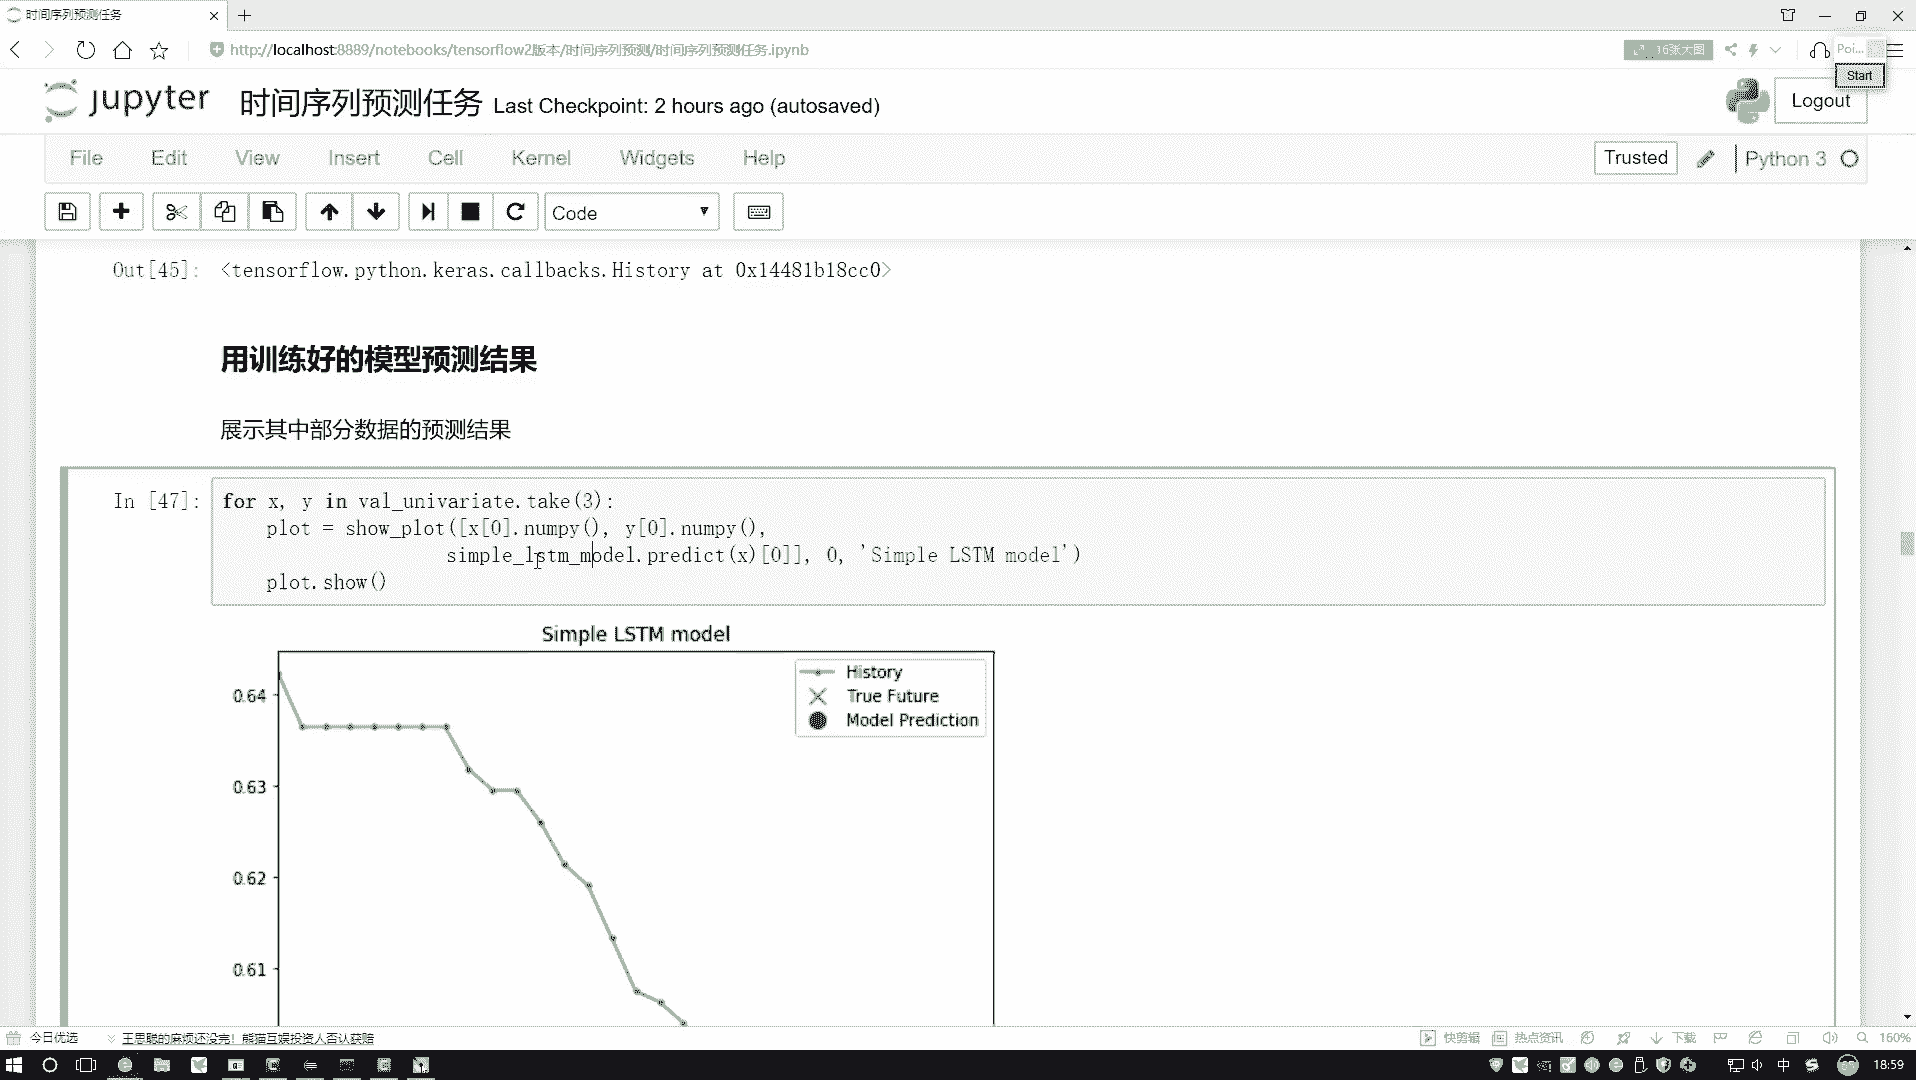 时间序列预测任务
http://localhost:8889/notebooks/tensorflow2版本/时间序列预测/时间序列预测任务.ipynb
16张大图
Poi...
Start
jupyter 时间序列预测任务 Last Checkpoint: 2 hours ago (autosaved)
Logout
File Edit View Insert Cell Kernel Widgets Help
Trusted
Python 3
Code
Out[45]: <tensorflow.python.keras.callbacks.History at 0x14481b18cc0>
用训练好的模型预测结果
展示其中部分数据的预测结果
In [47]: for x, y in val_univariate.take(3):
plot = show_plot([x[0].numpy(), y[0].numpy(),
simple_lstm_model.predict(x)[0]], 0, 'Simple LSTM model')
plot.show()
Simple LSTM model
History
True Future
Model Prediction
0.64
0.63
0.62
0.61
今日优选
王思聪的麻烦还没完！熊猫互娱投资人否认获赔
快剪辑
热点资讯
下载
160%
中
18:59